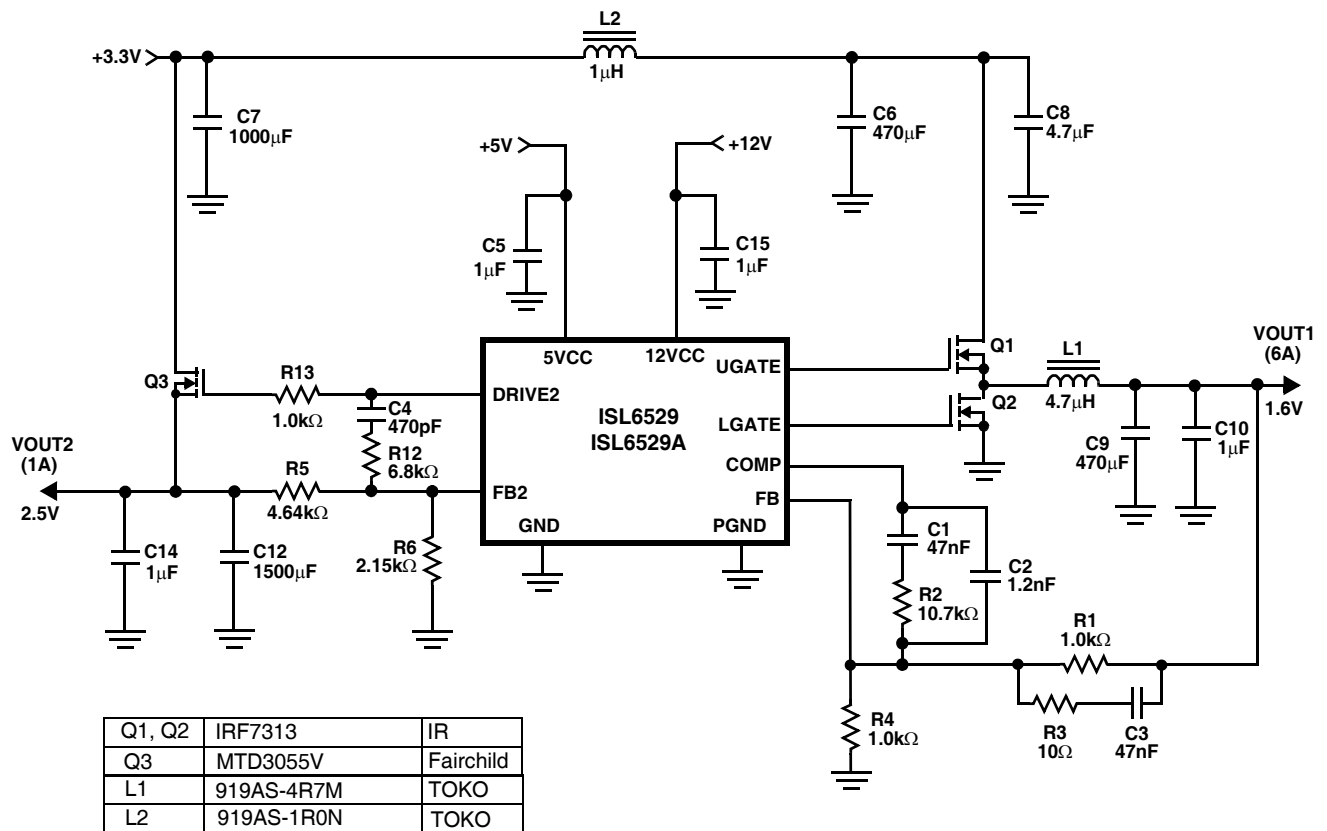 L2
+3.3V
1μH
C7
1000μF
C6
470μF
C8
4.7μF
+5V
+12V
C5
1μF
C15
1μF
5VCC
12VCC
UGATE
Q1
L1
4.7μH
VOUT1
(6A)
1.6V
Q3
R13
1.0kΩ
C4
470pF
R12
6.8kΩ
DRIVE2
ISL6529
ISL6529A
LGATE
Q2
C9
470μF
C10
1μF
VOUT2
(1A)
2.5V
R5
4.64kΩ
FB2
COMP
FB
GND
PGND
C14
1μF
C12
1500μF
R6
2.15kΩ
C1
47nF
C2
1.2nF
R2
10.7kΩ
R1
1.0kΩ
R4
1.0kΩ
R3
10Ω
C3
47nF
Q1, Q2 IRF7313 IR
Q3 MTD3055V Fairchild
L1 919AS-4R7M TOKO
L2 919AS-1R0N TOKO